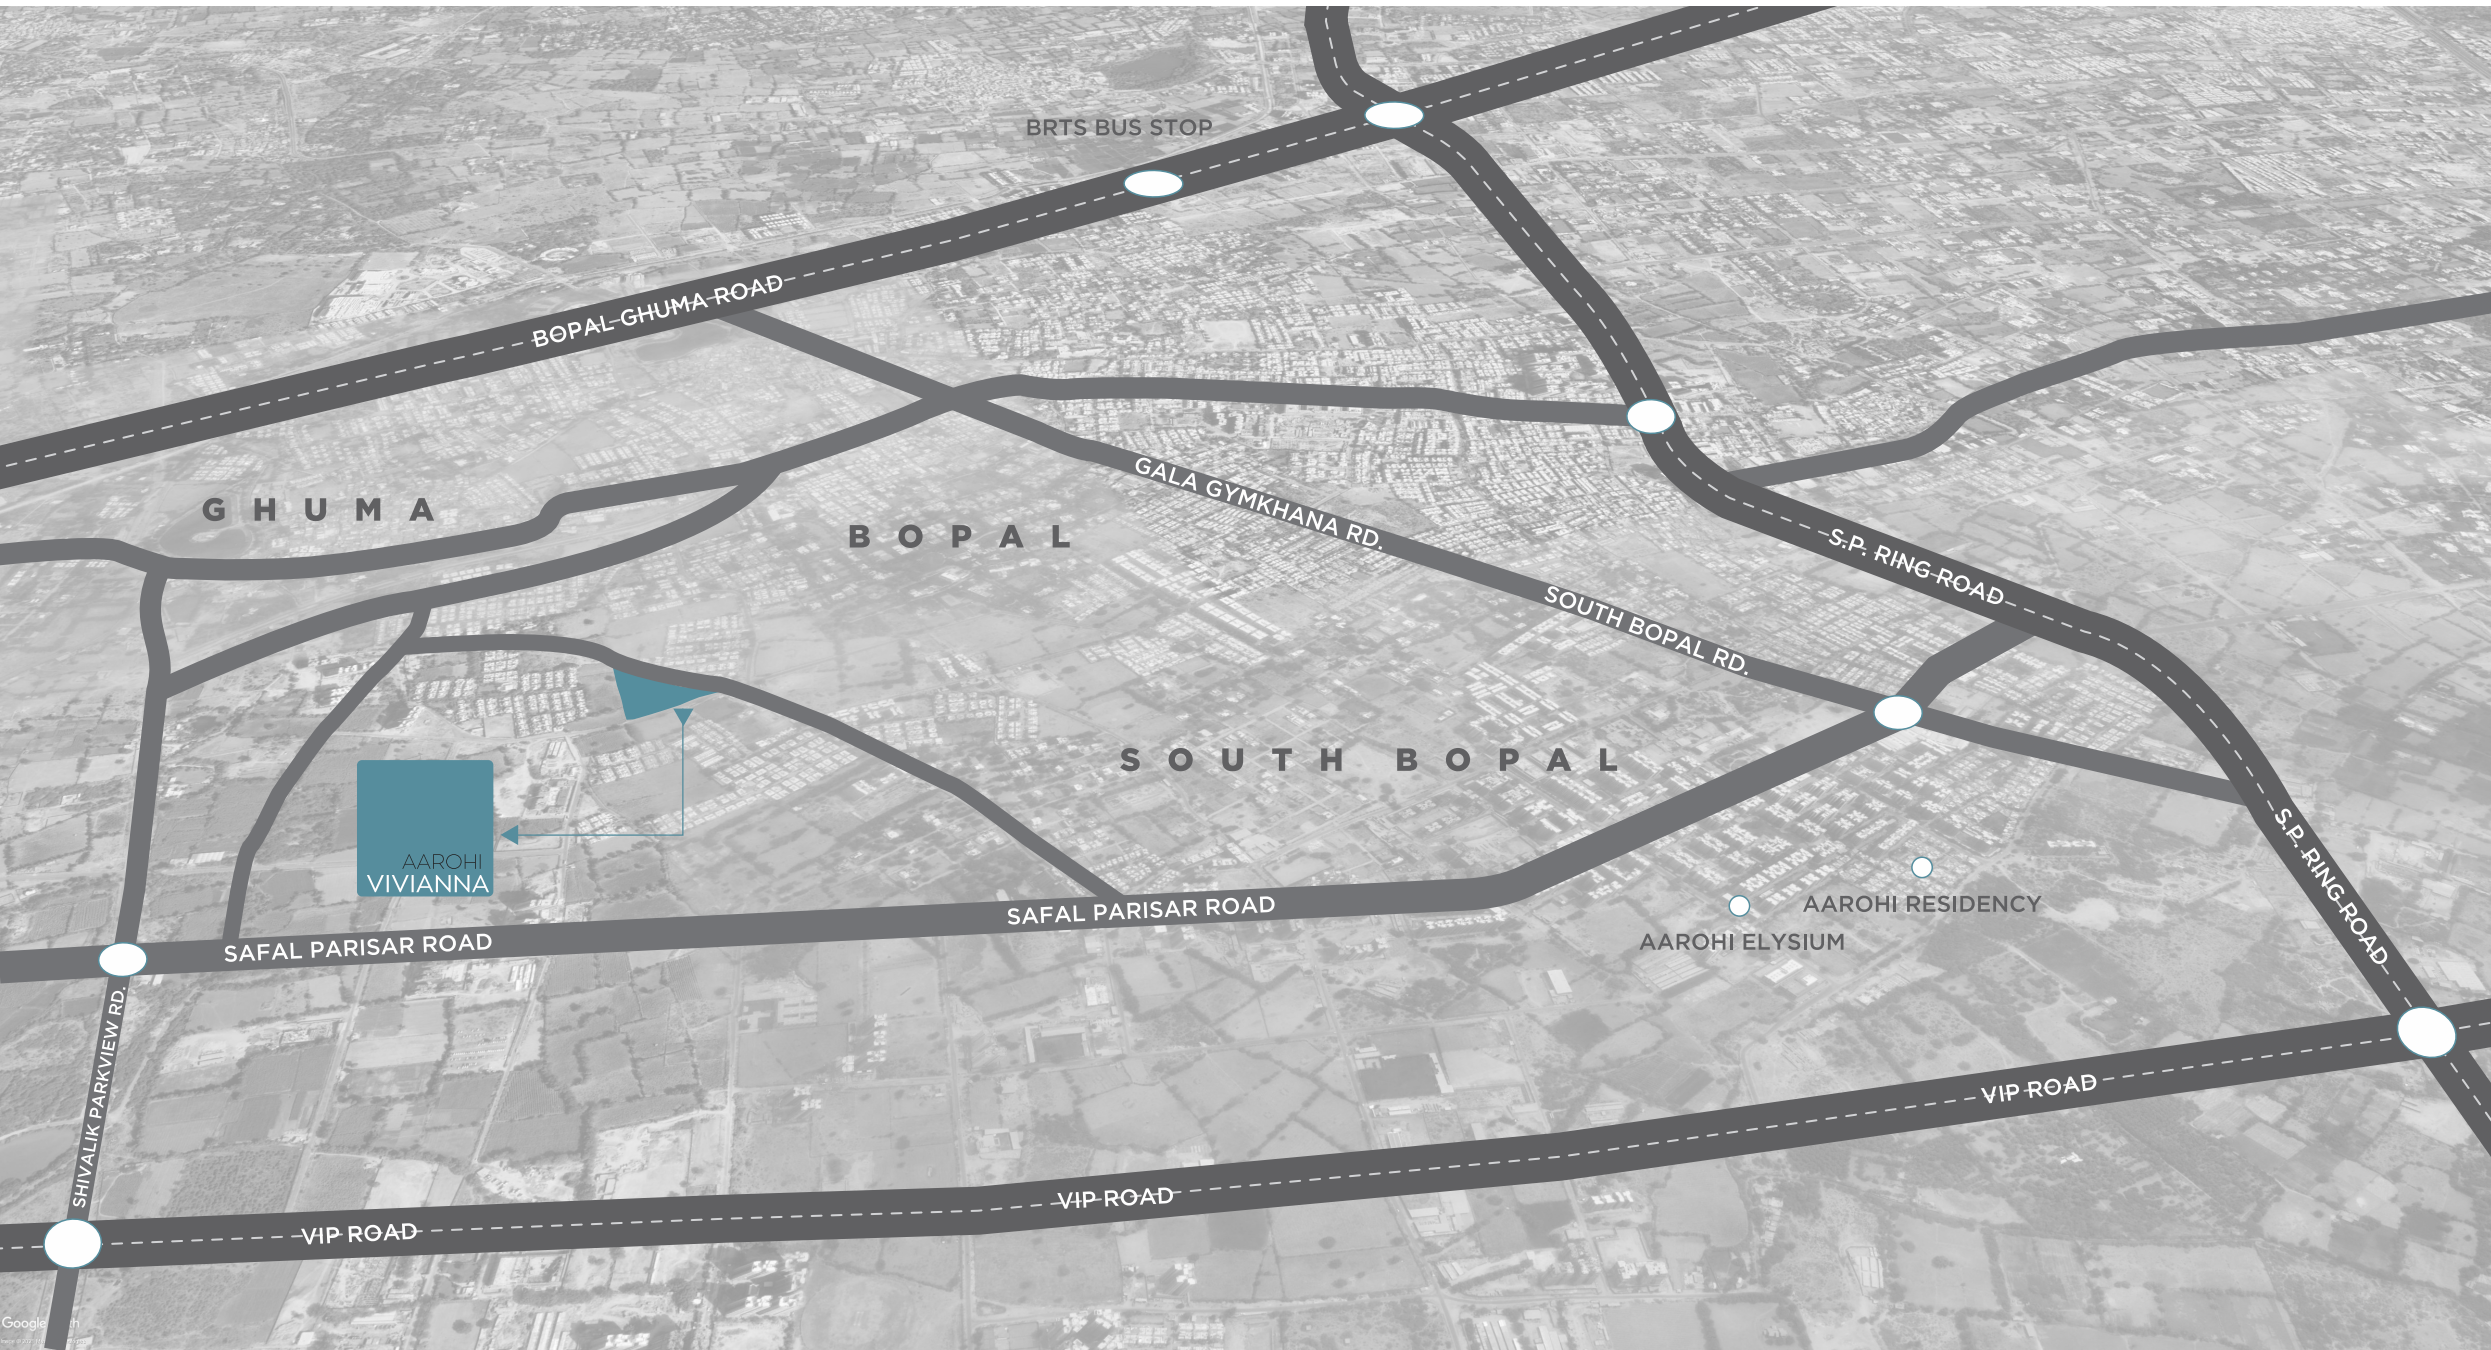 BRTS BUS STOP
BOPAL GHUMA ROAD
GHUMA
BOPAL
GALA GYMKHANA RD.
S.P. RING ROAD
SOUTH BOPAL RD.
SOUTH BOPAL
AAROHI
VIVIANNA
S.P. RING ROAD
AAROHI RESIDENCY
SAFAL PARISAR ROAD
AAROHI ELYSIUM
SAFAL PARISAR ROAD
SHIVALIK PARKVIEW RD.
VIP ROAD
VIP ROAD
VIP ROAD
Google